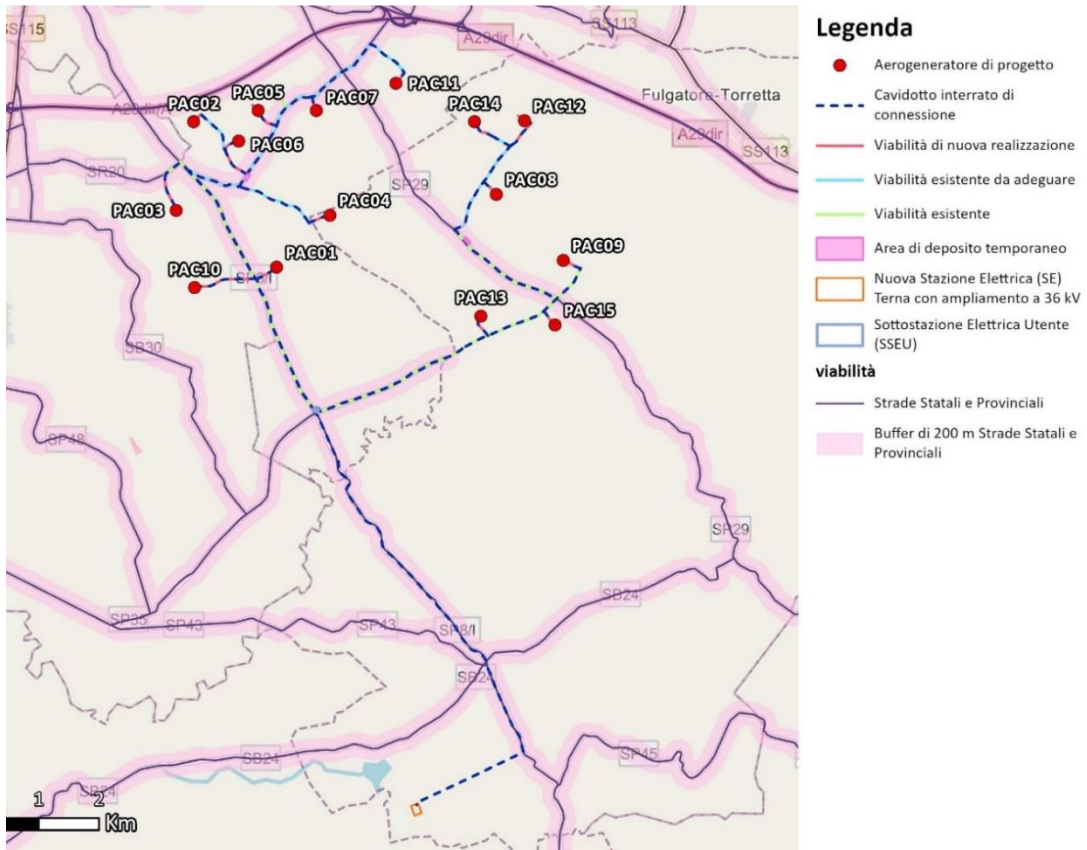 SS115
A29dir
SS113
Fulgatore-Torretta
A29dir
SS113
A29dir/A
PAC02
PAC05
PAC07
PAC11
PAC14
PAC12
PAC06
SR20
SP29
PAC08
PAC03
PAC04
PAC09
PAC01
PAC10
SP8/I
PAC13
PAC15
SB30
SP48
SP29
SB24
SP35
SP43
SP43
SP8/I
SB24
SB24
SP45
SB24
1 2
Km
Legenda
Aerogeneratore di progetto
Cavidotto interrato di
connessione
Viabilità di nuova realizzazione
Viabilità esistente da adeguare
Viabilità esistente
Area di deposito temporaneo
Nuova Stazione Elettrica (SE)
Terna con ampliamento a 36 kV
Sottostazione Elettrica Utente
(SSEU)
viabilità
Strade Statali e Provinciali
Buffer di 200 m Strade Statali e
Provinciali